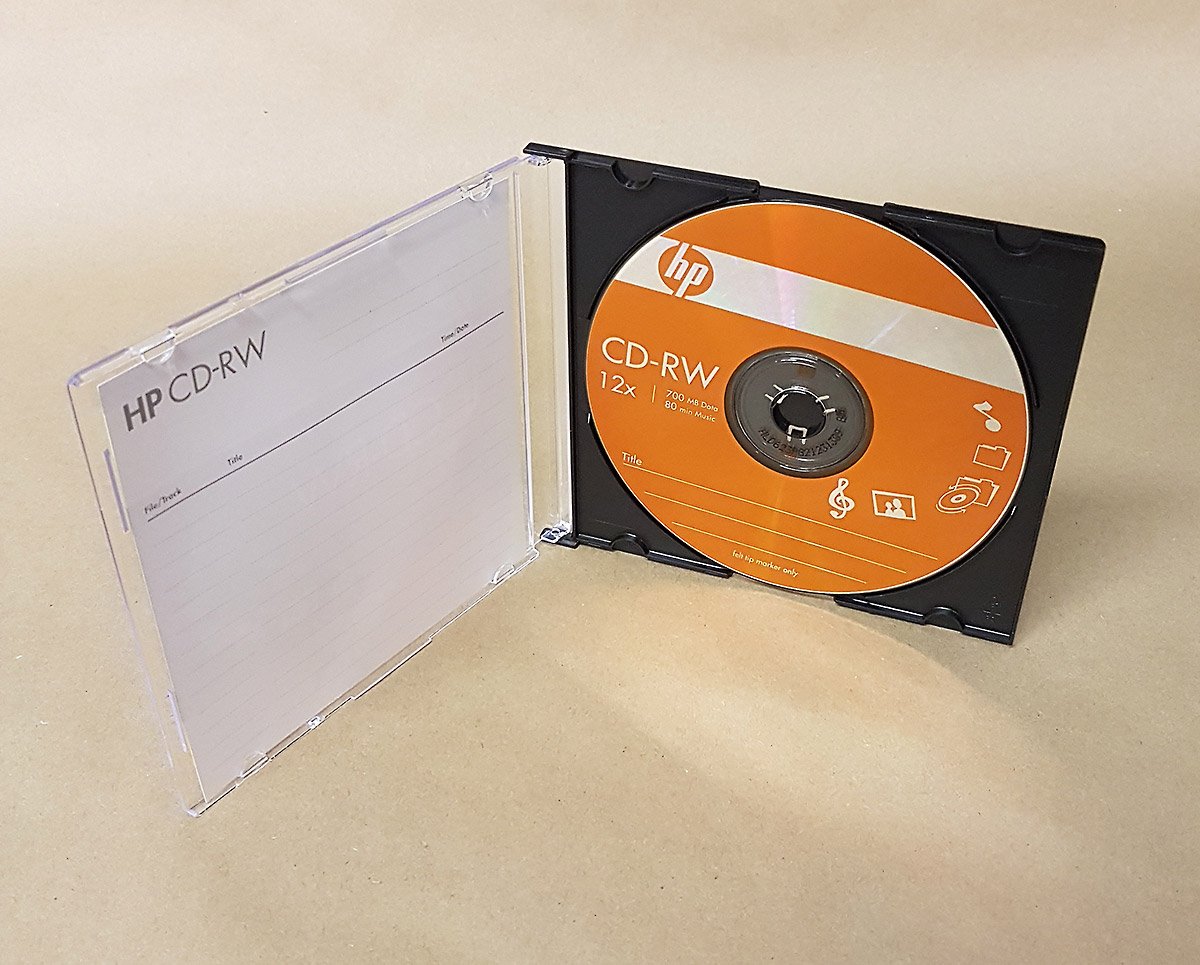 HP CD-RW
File/Track
Title
Time/Date
hp
CD-RW
12x
700 MB Data
80 min Music
Title
felt tip marker only